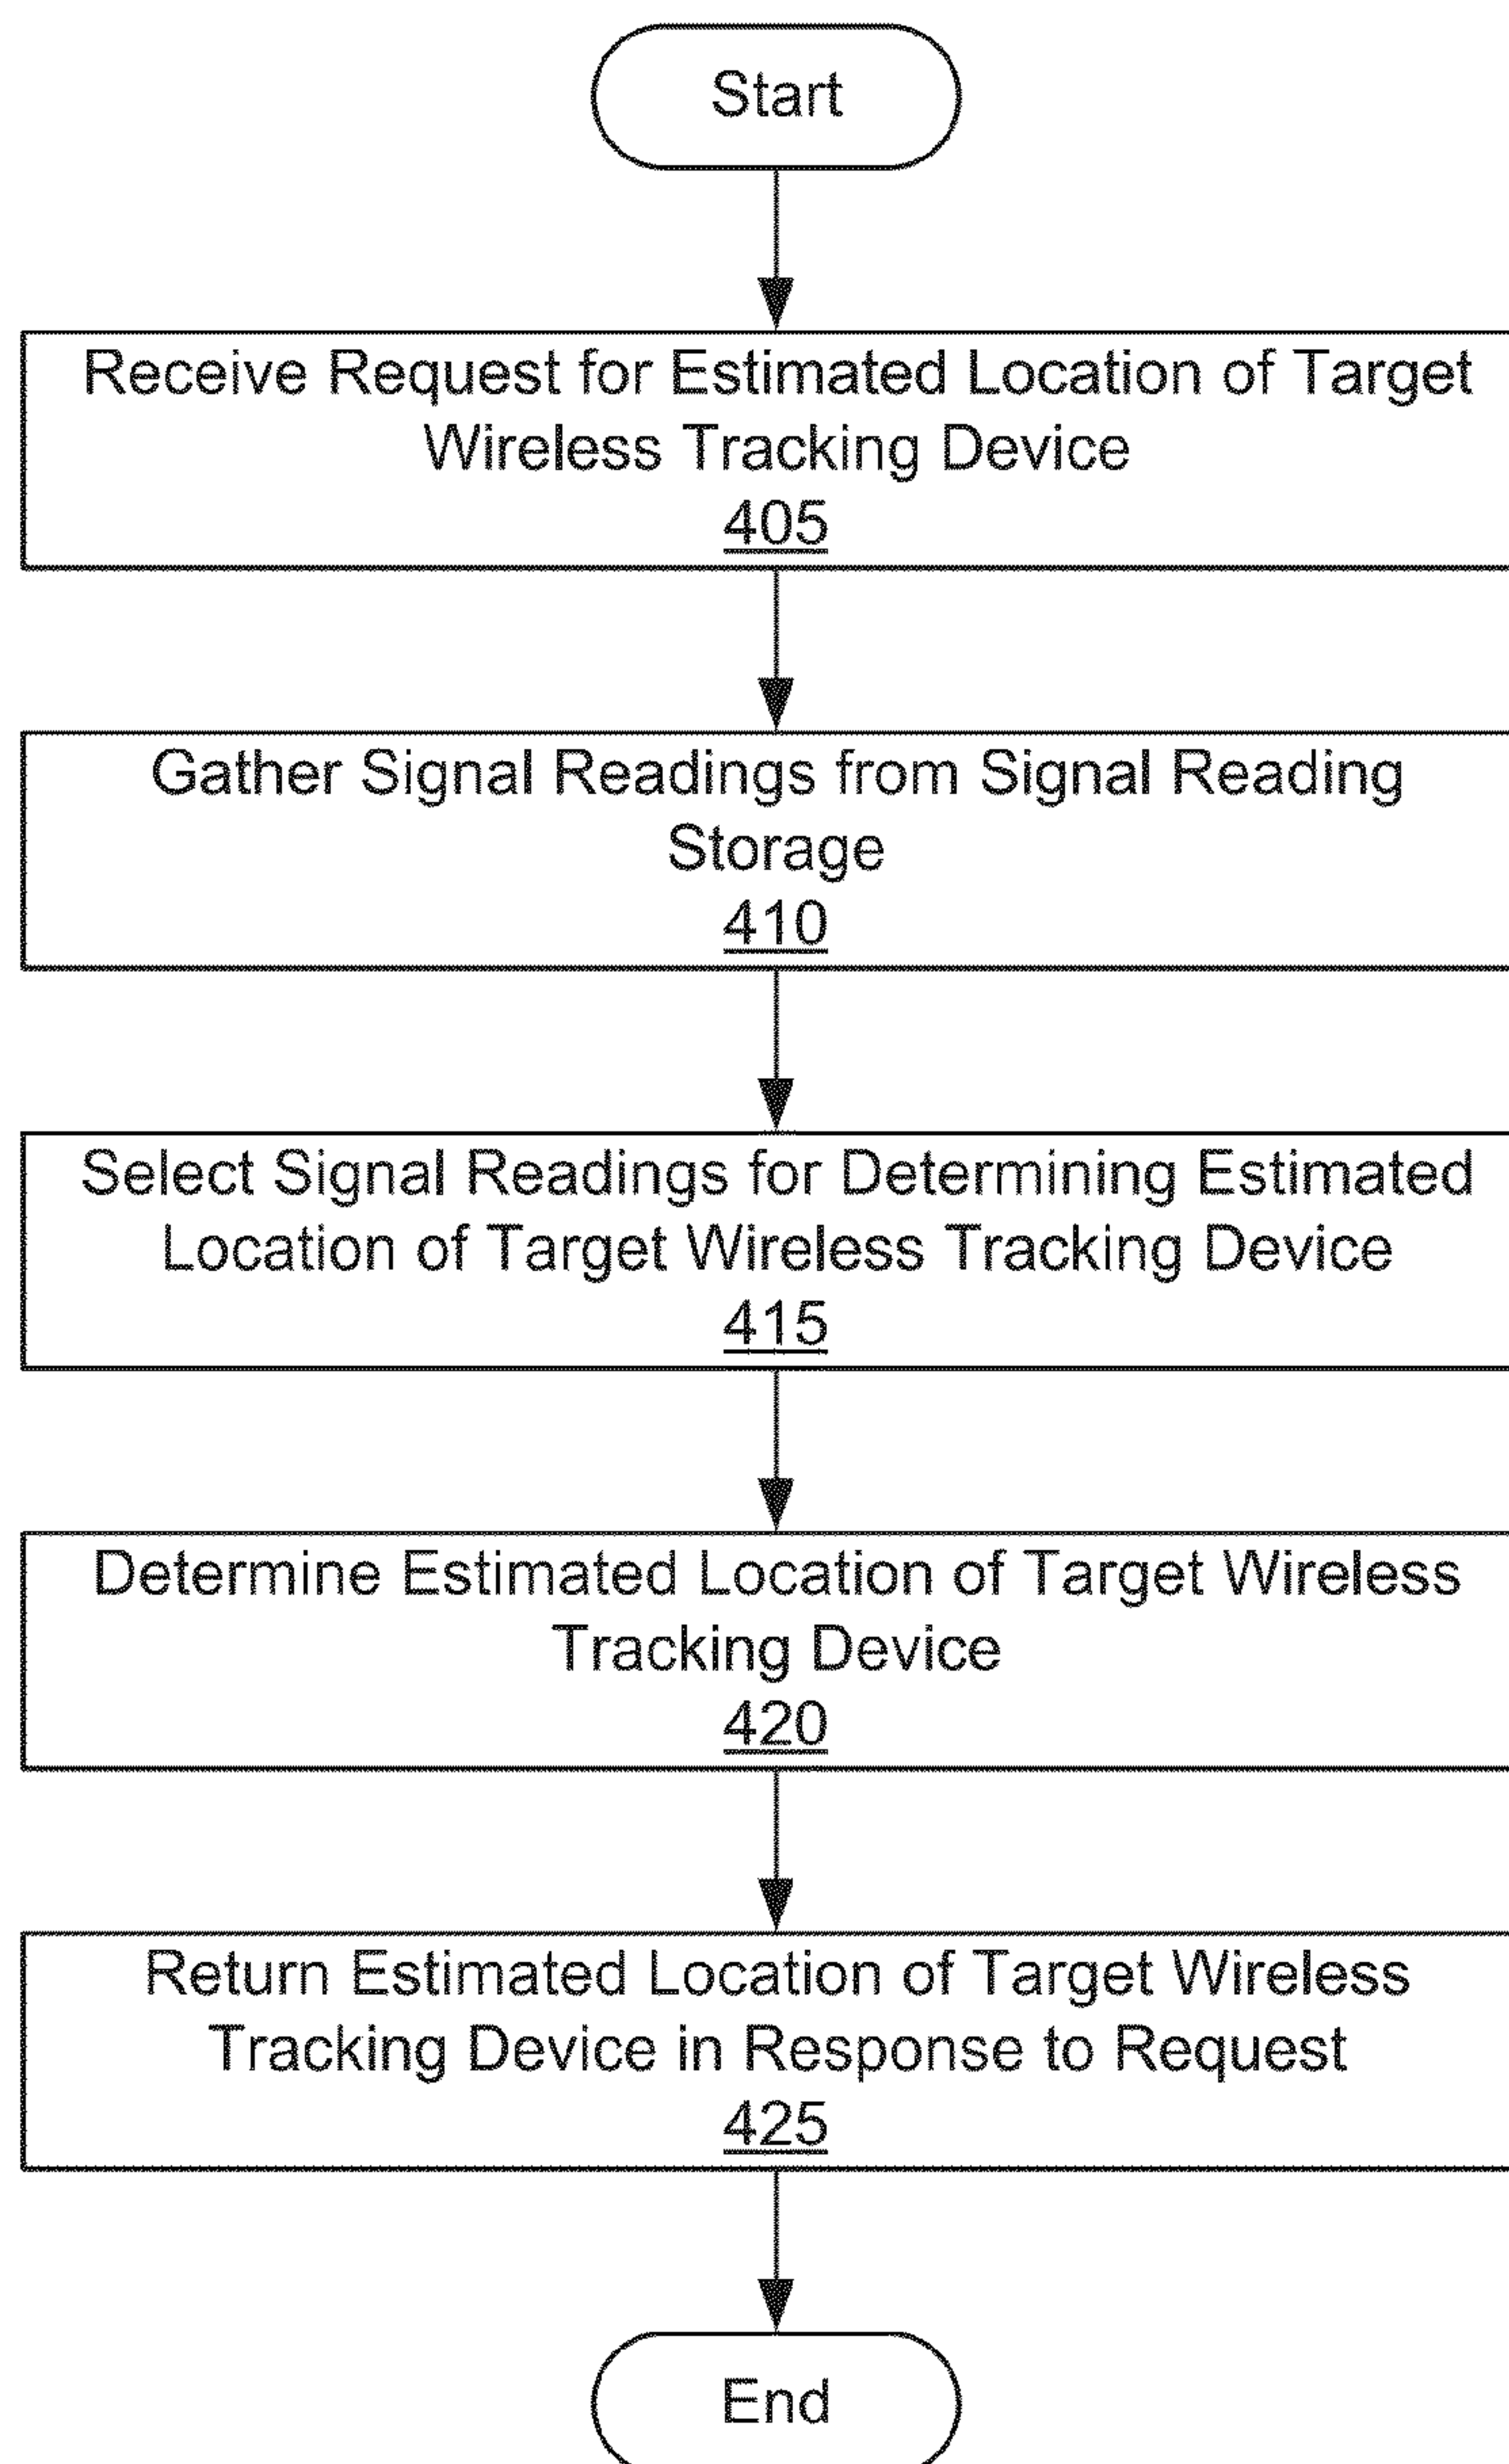 Start
Receive Request for Estimated Location of Target
Wireless Tracking Device
405
Gather Signal Readings from Signal Reading
Storage
410
Select Signal Readings for Determining Estimated
Location of Target Wireless Tracking Device
415
Determine Estimated Location of Target Wireless
Tracking Device
420
Return Estimated Location of Target Wireless
Tracking Device in Response to Request
425
End